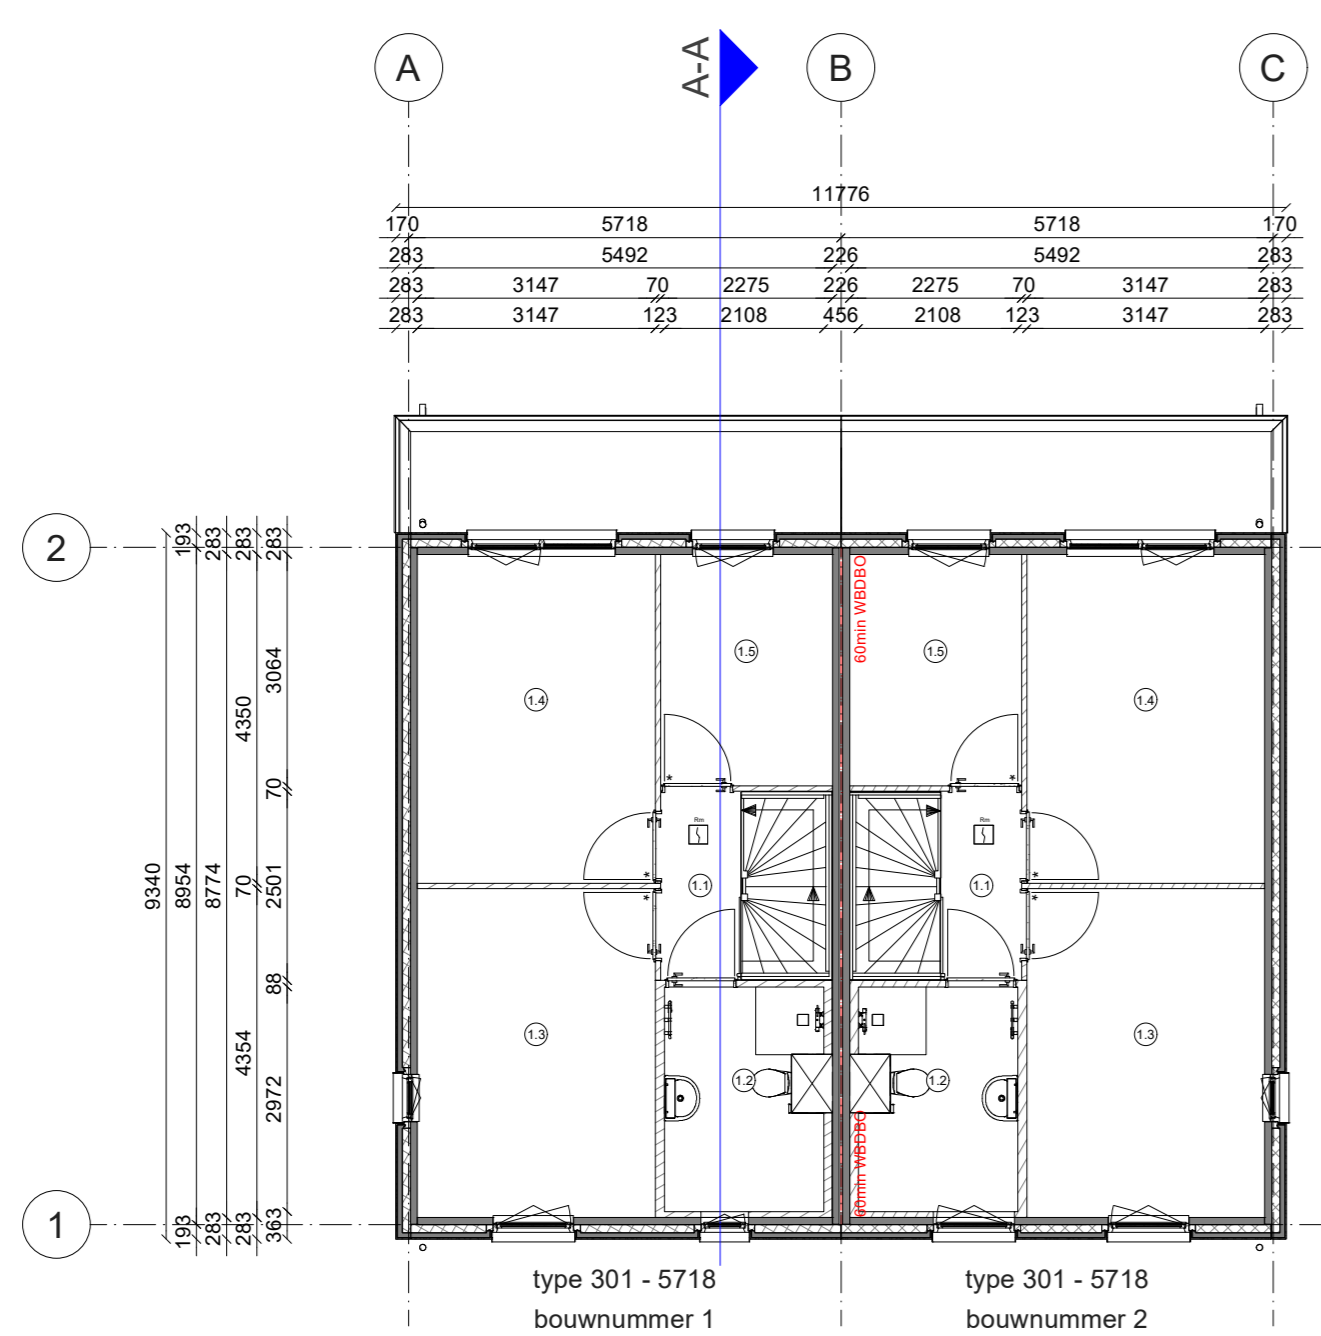 A
A-A
B
C
11776
170 5718 5718 170
283 5492 226 5492 283
283 3147 70 2275 226 2275 70 3147 283
283 3147 123 2108 456 2108 123 3147 283
2
193 283 283 283
9340
8954
8774
4350 70 4354
3064 70 2501 88 2972
193 283 283 363
1
60min WBDBO
1.5
1.5
1.4
1.4
Rm
Rm
*
*
1.1
1.1
*
*
*
*
1.3
1.3
1.2
1.2
60min WBDBO
type 301 - 5718
bouwnummer 1
type 301 - 5718
bouwnummer 2